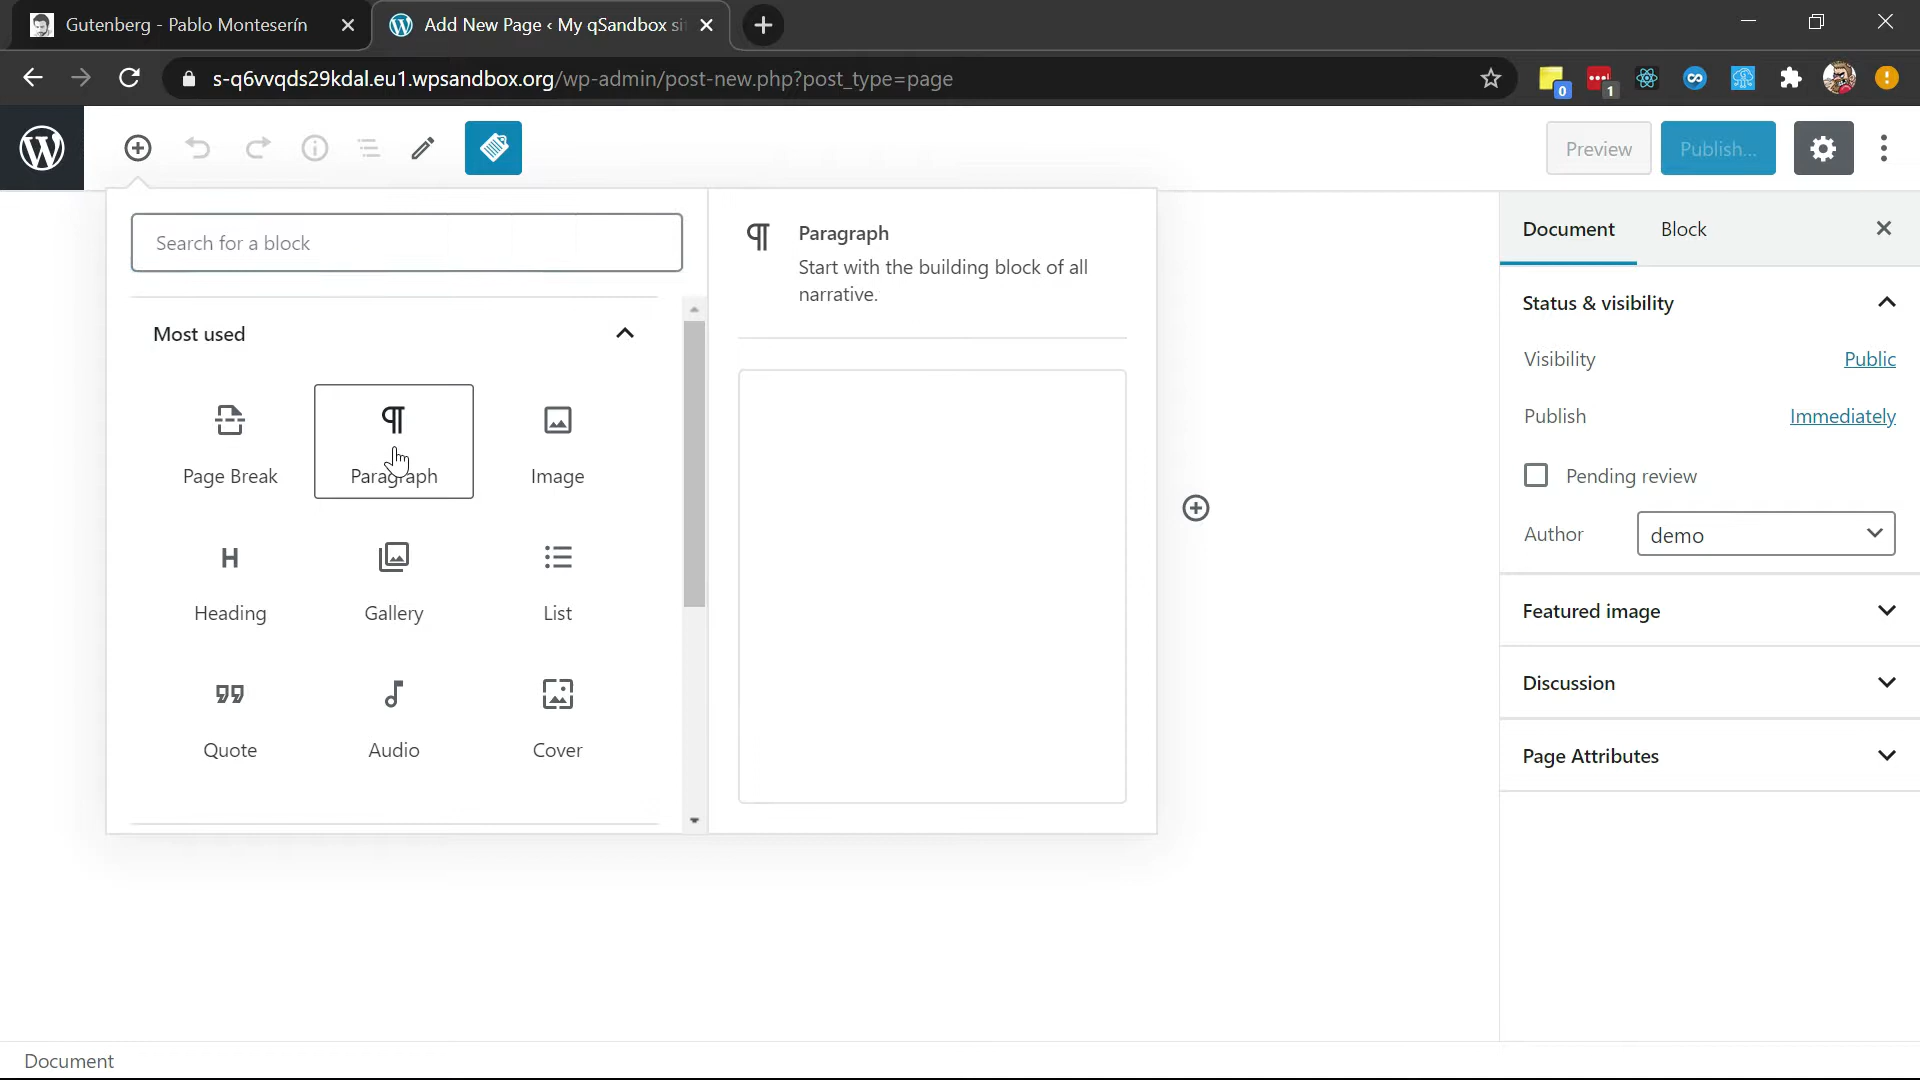 Gutenberg - Pablo Monteserín
Add New Page ‹ My qSandbox si
s-q6vvqds29kdal.eu1.wpsandbox.org/wp-admin/post-new.php?post_type=page
0
1
Preview
Publish...
Search for a block
Most used
Page Break
Paragraph
Image
Heading
Gallery
List
Quote
Audio
Cover
Paragraph
Start with the building block of all
narrative.
Document
Block
Status & visibility
Visibility
Public
Publish
Immediately
Pending review
Author
demo
Featured image
Discussion
Page Attributes
Document